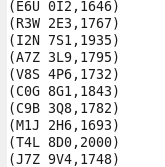 (E6U 0I2,1646)
(R3W 2E3,1767)
(I2N 7S1,1935)
(A7Z 3L9,1795)
(V8S 4P6,1732)
(C0G 8G1,1843)
(C9B 3Q8,1782)
(M1J 2H6,1693)
(T4L 8D0,2000)
(J7Z 9V4,1748)